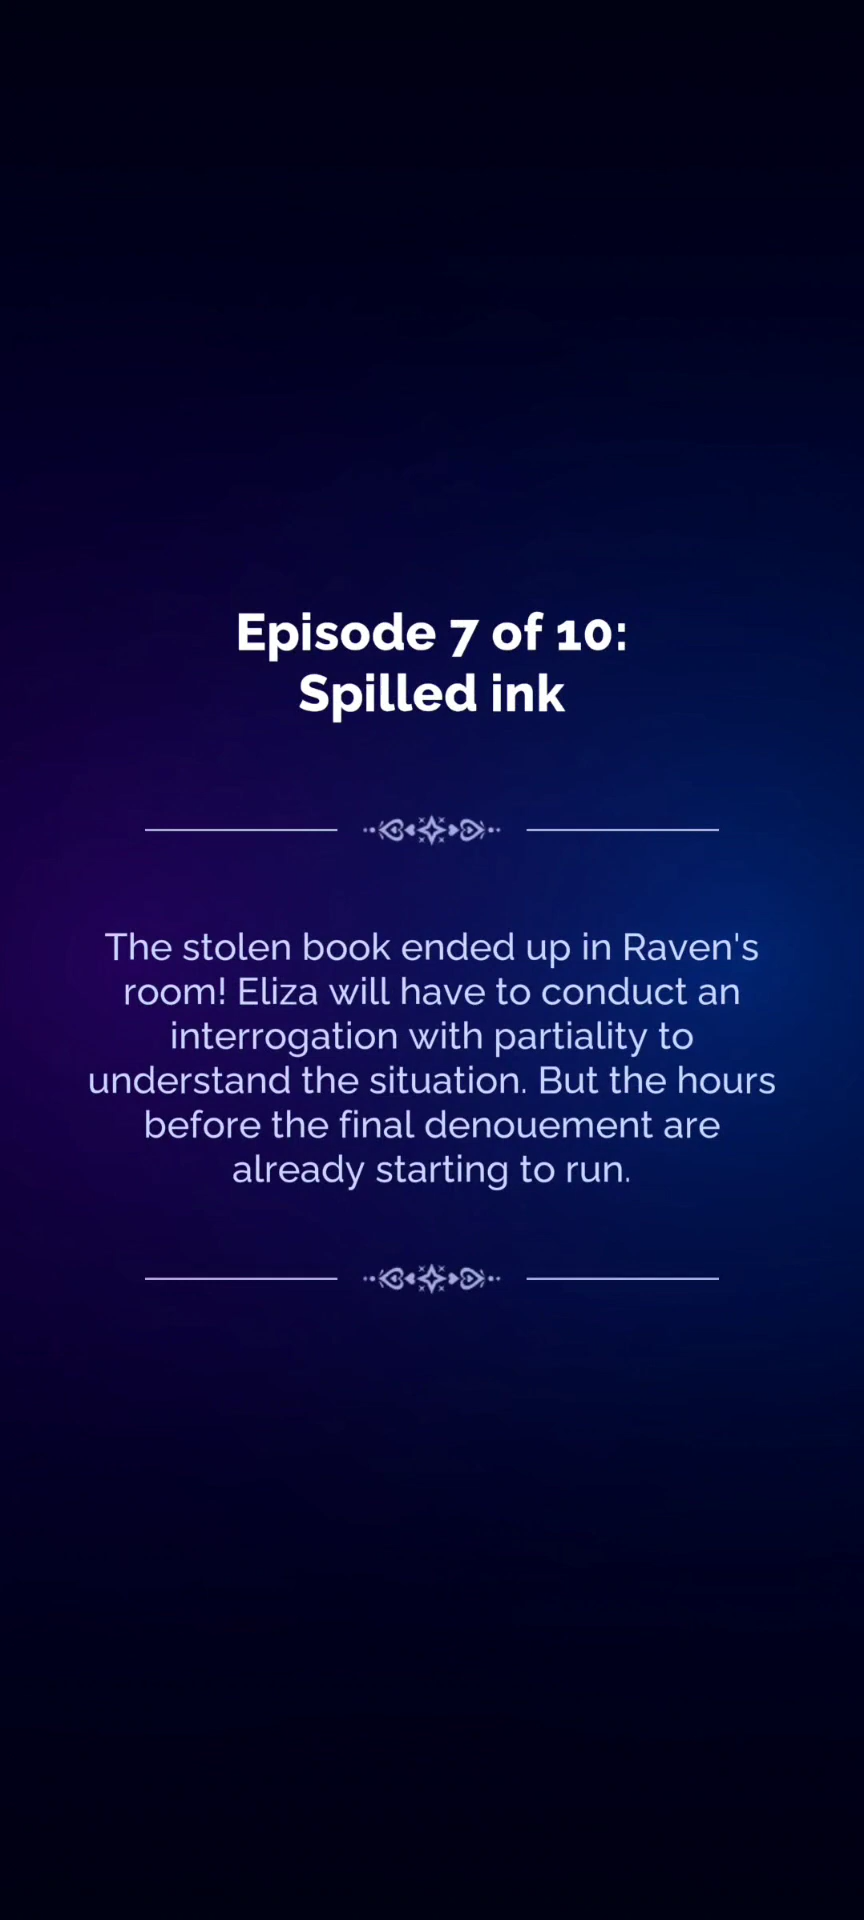 Episode 7 of 10:
Spilled ink
The stolen book ended up in Raven's
room! Eliza will have to conduct an
interrogation with partiality to
understand the situation. But the hours
before the final denouement are
already starting to run.